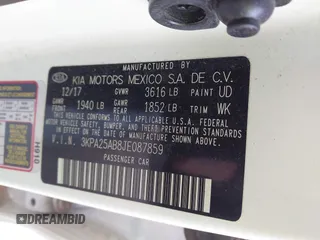 MANUFACTURED BY
KIA KIA MOTORS MEXICO S.A. DE C.V.
12/17 GVWR 3616 LB PAINT UD
GAWR FRONT 1940 LB GAWR REAR 1852 LB TRIM WK
THIS VEHICLE CONFORMS TO ALL APPLICABLE FEDERAL
MOTOR VEHICLE SAFETY, BUMPER, AND THEFT PREVENTION
STANDARDS IN EFFECT ON THE DATE OF MANUFACTURE SHOWN ABOVE.
V.I.N. 3KPA25AB8JE087859
PASSENGER CAR
H910
DREAMBID